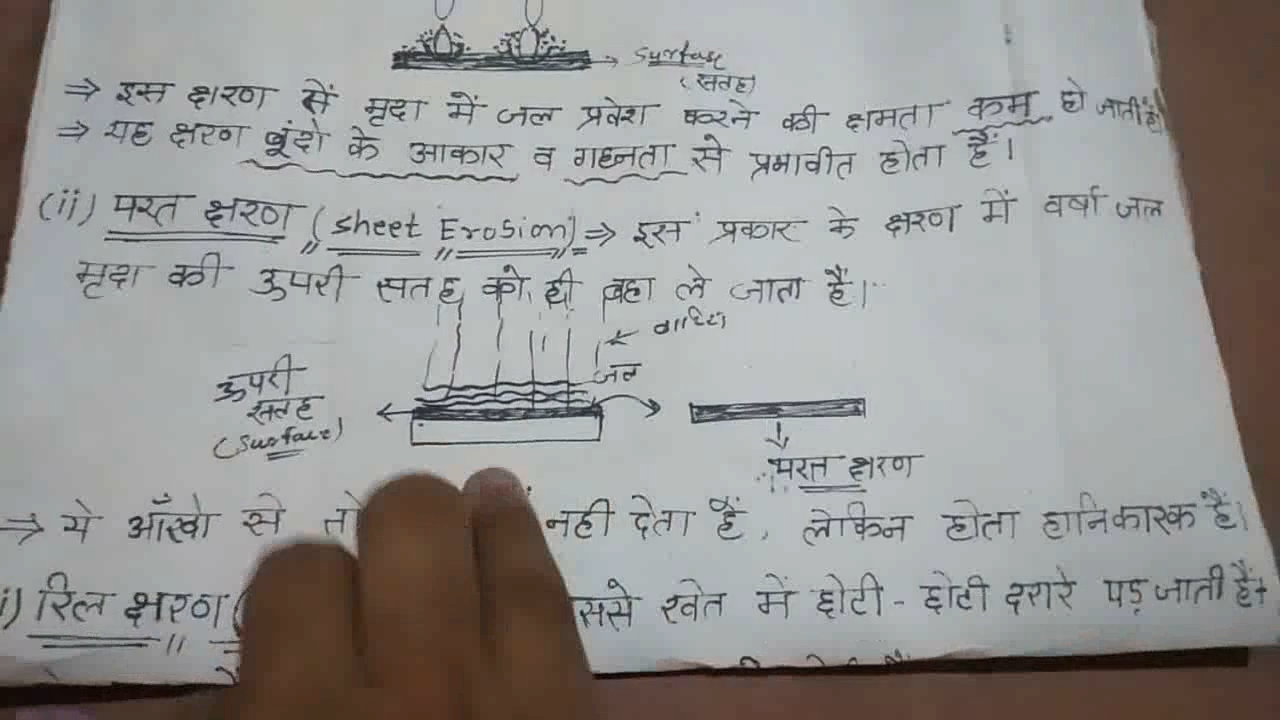 Surface
(सतह)
⇒ इस क्षरण से मृदा में जल प्रवेश करने की क्षमता कम हो जाती है।
⇒ यह क्षरण बूंदो के आकार व गहनता से प्रभावीत होता हैं।
(ii) परत क्षरण (Sheet Erosion) ⇒ इस प्रकार के क्षरण में वर्षा जल
मृदा की ऊपरी सतह को ही बहा ले जाता हैं।
जल
ऊपरी
सतह
(Surface)
परत क्षरण
⇒ ये आँखो से तो नही देता हैं, लेकिन होता हानिकारक हैं।
i) रिल क्षरण ( ससे खेत में छोटी - छोटी दरारे पड़ जाती हैं